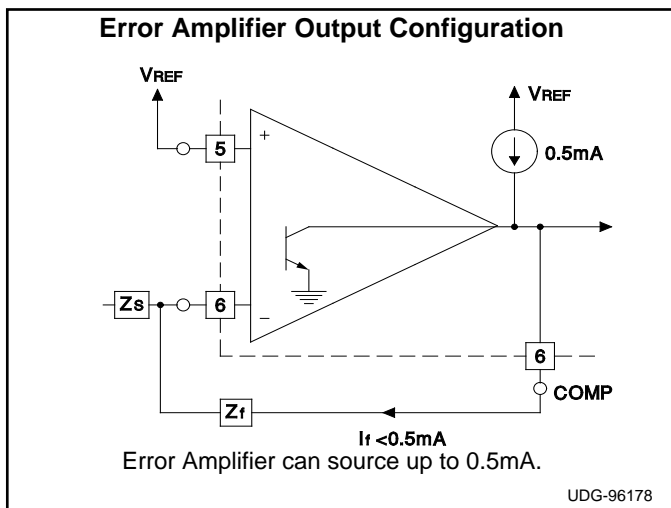 Error Amplifier Output Configuration
VREF
VREF
5
+
0.5mA
Zs
6
–
6
COMP
Zf
If <0.5mA
Error Amplifier can source up to 0.5mA.
UDG-96178